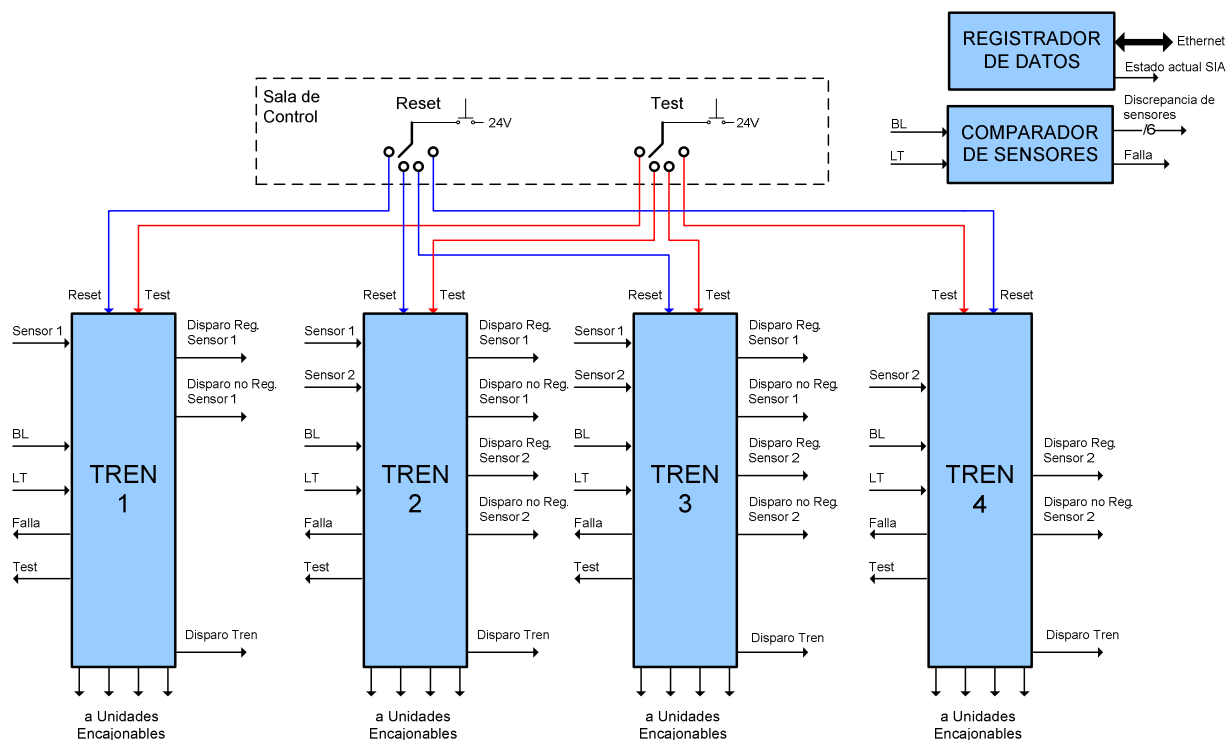 REGISTRADOR
DE DATOS
Ethernet
Estado actual SIA
Sala de
Control
Reset
24V
Test
24V
BL
LT
COMPARADOR
DE SENSORES
Discrepancia de
sensores
/6
Falla
Reset
Test
Reset
Test
Reset
Test
Test
Reset
Sensor 1
BL
LT
Falla
Test
TREN
1
Disparo Reg.
Sensor 1
Disparo no Reg.
Sensor 1
Disparo Tren
a Unidades
Encajonables
Sensor 1
Sensor 2
BL
LT
Falla
Test
TREN
2
Disparo Reg.
Sensor 1
Disparo no Reg.
Sensor 1
Disparo Reg.
Sensor 2
Disparo no Reg.
Sensor 2
Disparo Tren
a Unidades
Encajonables
Sensor 1
Sensor 2
BL
LT
Falla
Test
TREN
3
Disparo Reg.
Sensor 1
Disparo no Reg.
Sensor 1
Disparo Reg.
Sensor 2
Disparo no Reg.
Sensor 2
Disparo Tren
a Unidades
Encajonables
Sensor 2
BL
LT
Falla
Test
TREN
4
Disparo Reg.
Sensor 2
Disparo no Reg.
Sensor 2
Disparo Tren
a Unidades
Encajonables